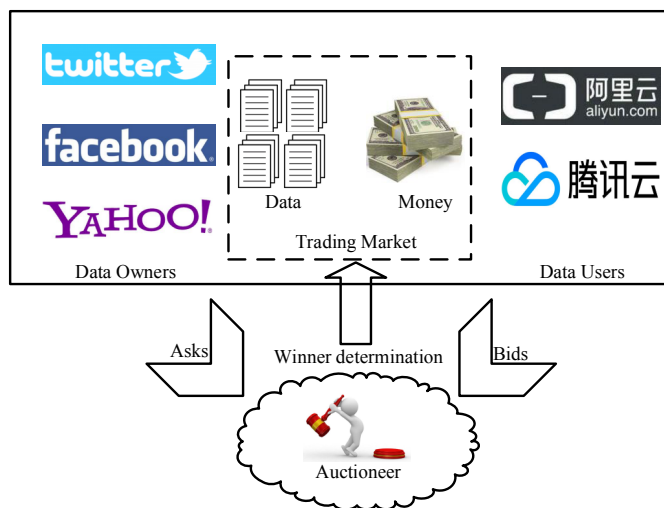 twitter
facebook
YAHOO!
Data
Money
Trading Market
Data Owners
阿里云
aliyun.com
腾讯云
Data Users
Asks
Winner determination
Bids
Auctioneer